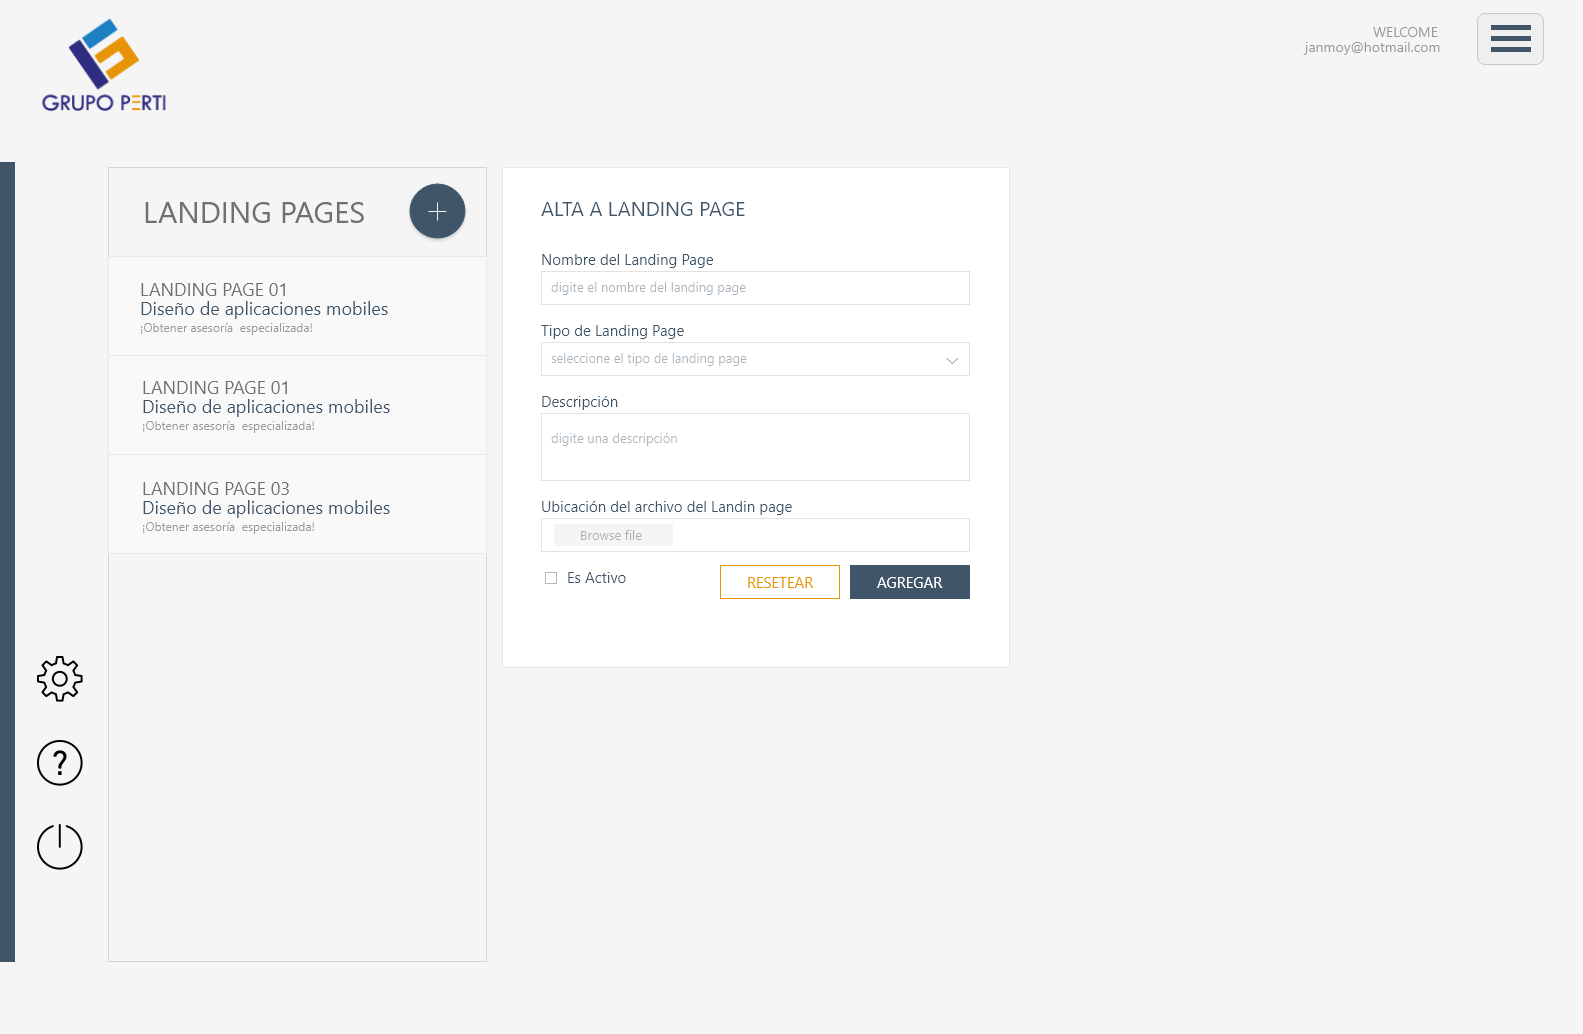 GRUPO PERTI
WELCOME
janmoy@hotmail.com
LANDING PAGES
LANDING PAGE 01
Diseño de aplicaciones mobiles
¡Obtener asesoría especializada!
LANDING PAGE 01
Diseño de aplicaciones mobiles
¡Obtener asesoría especializada!
LANDING PAGE 03
Diseño de aplicaciones mobiles
¡Obtener asesoría especializada!
ALTA A LANDING PAGE
Nombre del Landing Page
digite el nombre del landing page
Tipo de Landing Page
seleccione el tipo de landing page
Descripción
digite una descripción
Ubicación del archivo del Landin page
Browse file
Es Activo
RESETEAR
AGREGAR